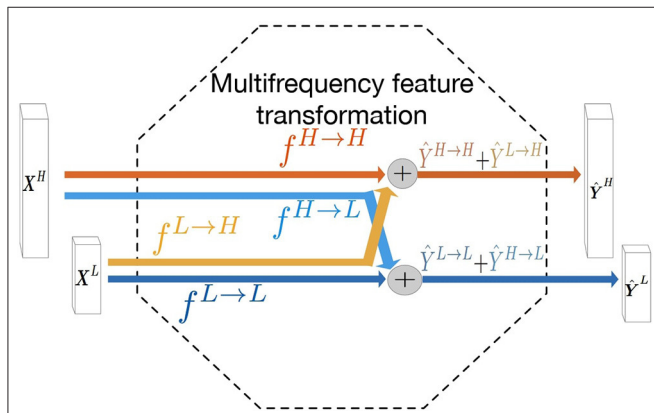 Multifrequency feature
transformation
f^{H→H}
Ŷ^{H→H}+Ŷ^{L→H}
X^H
Ŷ^H
f^{H→L}
f^{L→H}
+
X^L
Ŷ^{L→L}+Ŷ^{H→L}
+
f^{L→L}
Ŷ^L